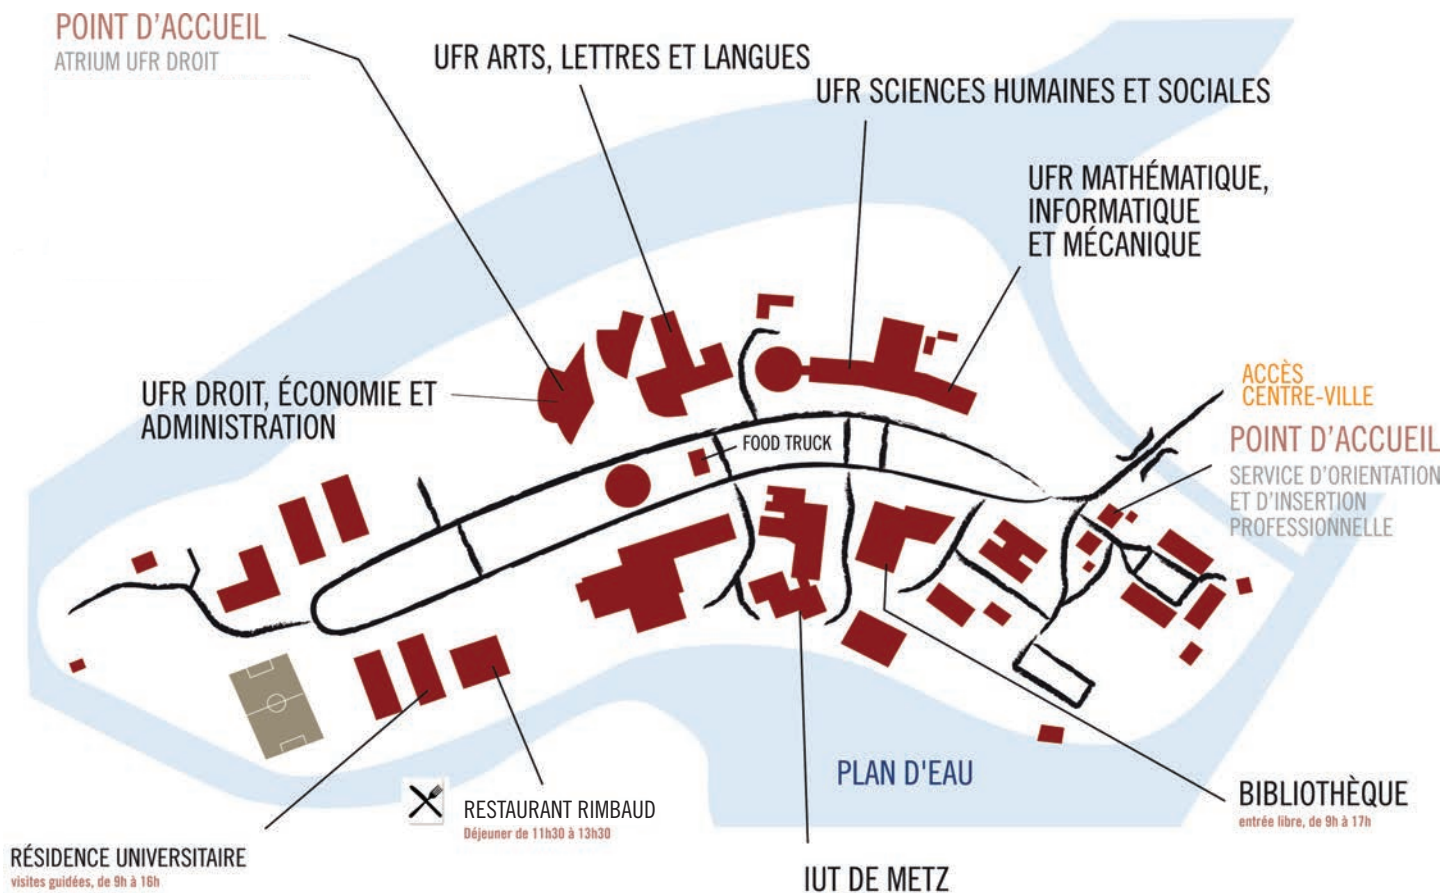 POINT D'ACCUEIL
ATRIUM UFR DROIT
UFR ARTS, LETTRES ET LANGUES
UFR SCIENCES HUMAINES ET SOCIALES
UFR MATHÉMATIQUE,
INFORMATIQUE
ET MÉCANIQUE
UFR DROIT, ÉCONOMIE ET
ADMINISTRATION
FOOD TRUCK
ACCÈS
CENTRE-VILLE
POINT D'ACCUEIL
SERVICE D'ORIENTATION
ET D'INSERTION
PROFESSIONNELLE
PLAN D'EAU
BIBLIOTHÈQUE
entrée libre, de 9h à 17h
RESTAURANT RIMBAUD
Déjeuner de 11h30 à 13h30
RÉSIDENCE UNIVERSITAIRE
visites guidées, de 9h à 16h
IUT DE METZ